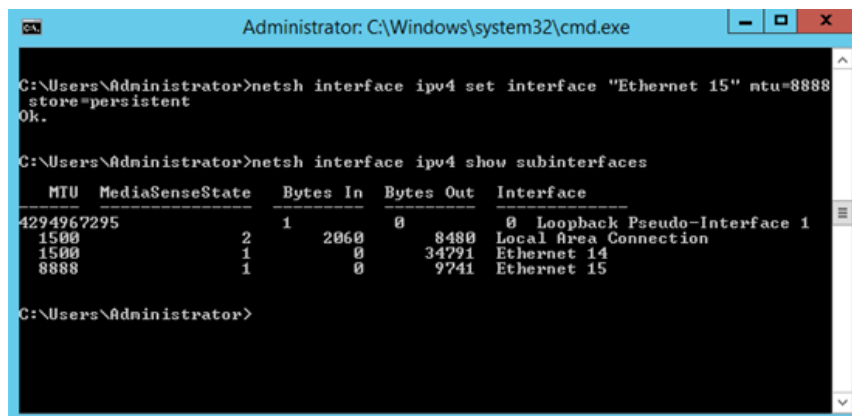 Administrator: C:\Windows\system32\cmd.exe
C:\Users\Administrator>netsh interface ipv4 set interface "Ethernet 15" mtu=8888
 store=persistent
Ok.
C:\Users\Administrator>netsh interface ipv4 show subinterfaces
MTU  MediaSenseState  Bytes In  Bytes Out  Interface
------  ---------------  ---------  ---------  -------------
4294967295  1  0  0  Loopback Pseudo-Interface 1
1500  2  2060  8480  Local Area Connection
1500  1  0  34791  Ethernet 14
8888  1  0  9741  Ethernet 15
C:\Users\Administrator>